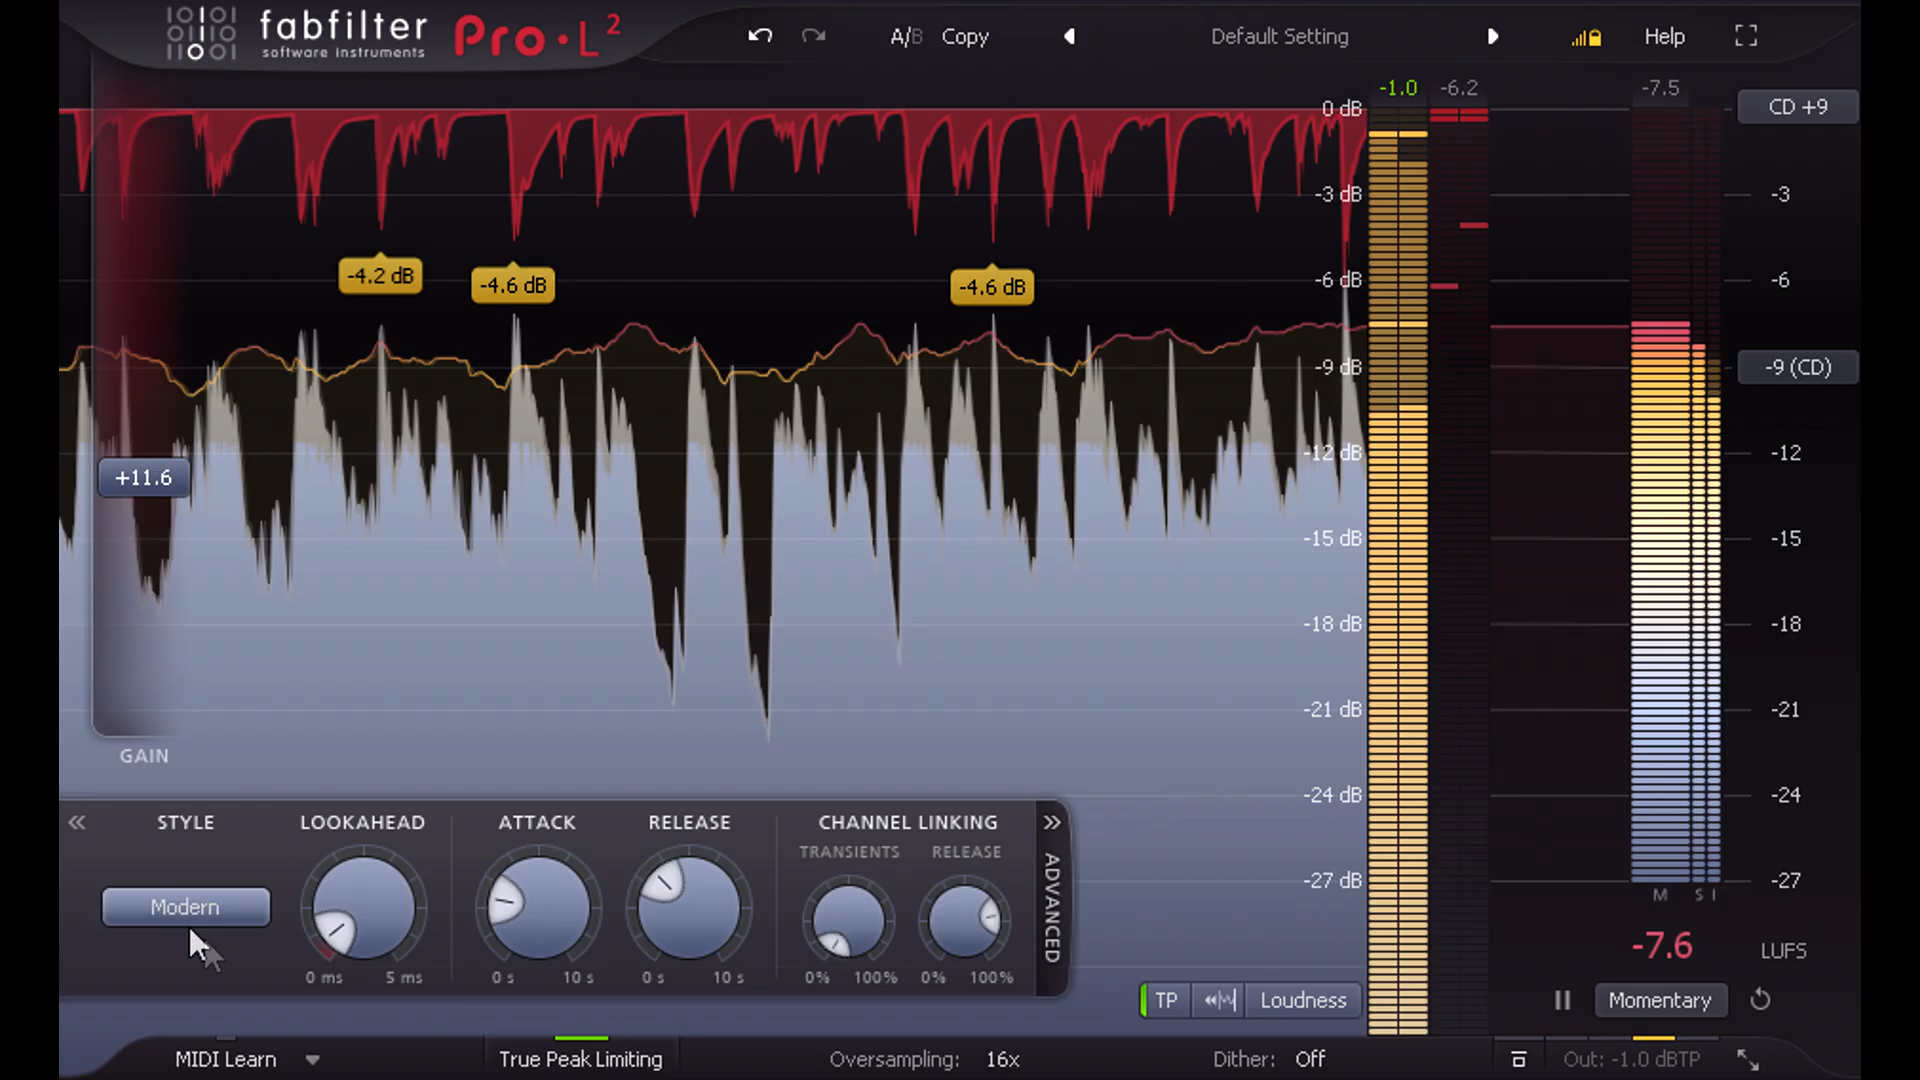 fabfilter
software instruments
Pro·L 2
A/B Copy
Default Setting
Help
-1.0 -6.2
-7.5
0 dB
-3 dB
-6 dB
-9 dB
-12 dB
-15 dB
-18 dB
-21 dB
-24 dB
-27 dB
CD +9
-3
-6
-9 (CD)
-12
-15
-18
-21
-24
-27
-4.2 dB
-4.6 dB
-4.6 dB
+11.6
GAIN
M S I
-7.6 LUFS
Momentary
STYLE
Modern
LOOKAHEAD
0 ms 5 ms
ATTACK
0 s 10 s
RELEASE
0 s 10 s
CHANNEL LINKING
TRANSIENTS RELEASE
0% 100% 0% 100%
ADVANCED
TP
Loudness
MIDI Learn
True Peak Limiting
Oversampling: 16x
Dither: Off
Out: -1.0 dBTP